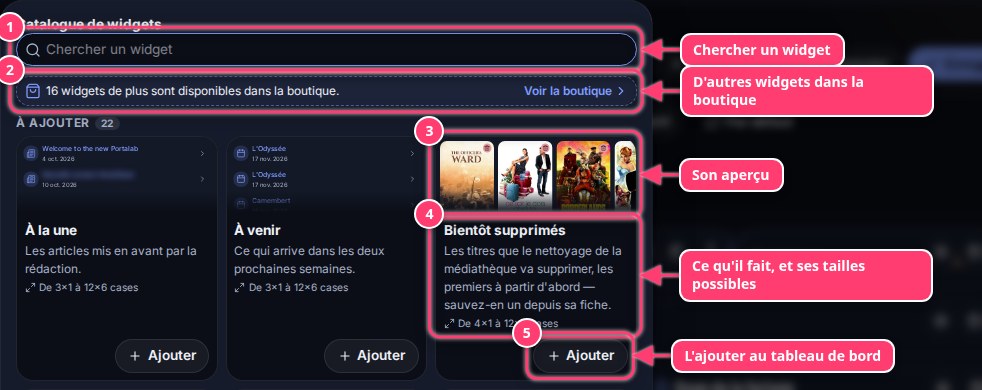 Catalogue de widgets
1
Chercher un widget
Chercher un widget
2
16 widgets de plus sont disponibles dans la boutique.
Voir la boutique
D'autres widgets dans la
boutique
À AJOUTER 22
3
Welcome to the new Portalab
4 oct. 2026
10 oct. 2026
L'Odyssée
17 nov. 2026
L'Odyssée
17 nov. 2026
Camembert
WARD
Son aperçu
4
À la une
Les articles mis en avant par la
rédaction.
De 3×1 à 12×6 cases
Ajouter
À venir
Ce qui arrive dans les deux
prochaines semaines.
De 3×1 à 12×6 cases
Ajouter
Bientôt supprimés
Les titres que le nettoyage de la
médiathèque va supprimer, les
premiers à partir d'abord —
sauvez-en un depuis sa fiche.
De 4×1 à 12×6 cases
Ce qu'il fait, et ses tailles
possibles
5
Ajouter
L'ajouter au tableau de bord